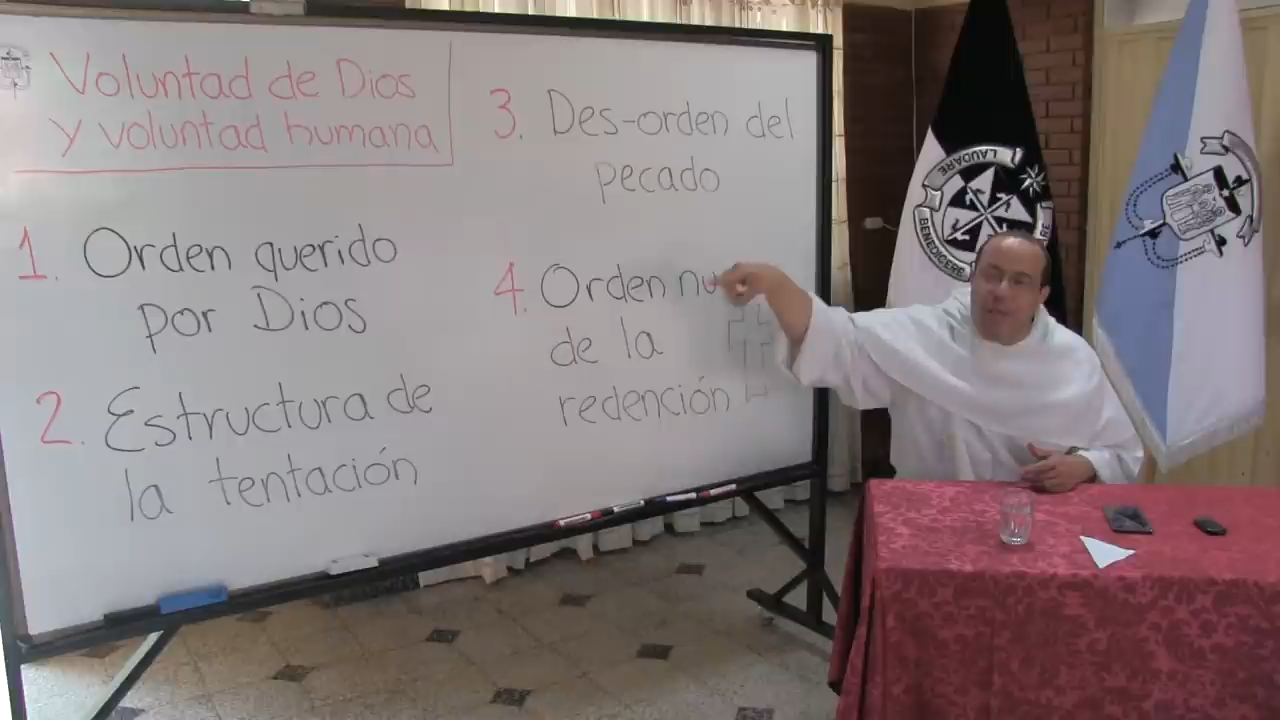 Voluntad de Dios
y voluntad humana
1. Orden querido
por Dios
2. Estructura de
la tentación
3. Des-orden del
pecado
4. Orden nu
de la
redención
LAUDARE
BENEDICERE